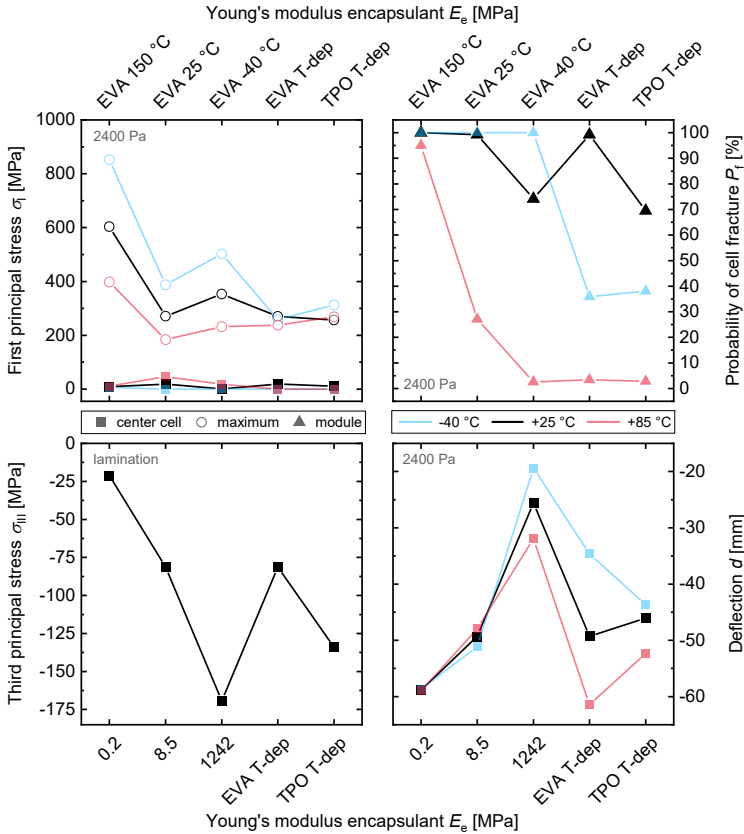 Young's modulus encapsulant Eₑ [MPa]
EVA 150 °C
EVA 25 °C
EVA -40 °C
EVA T-dep
TPO T-dep
EVA 150 °C
EVA 25 °C
EVA -40 °C
EVA T-dep
TPO T-dep
First principal stress σI [MPa]
1000
800
600
400
200
0
2400 Pa
100
90
80
70
60
50
40
30
20
10
0
Probability of cell fracture Pf [%]
2400 Pa
center cell maximum module
-40 °C +25 °C +85 °C
Third principal stress σIII [MPa]
0
-25
-50
-75
-100
-125
-150
-175
lamination
2400 Pa
-20
-30
-40
-50
-60
Deflection d [mm]
0.2
8.5
1242
EVA T-dep
TPO T-dep
0.2
8.5
1242
EVA T-dep
TPO T-dep
Young's modulus encapsulant Eₑ [MPa]